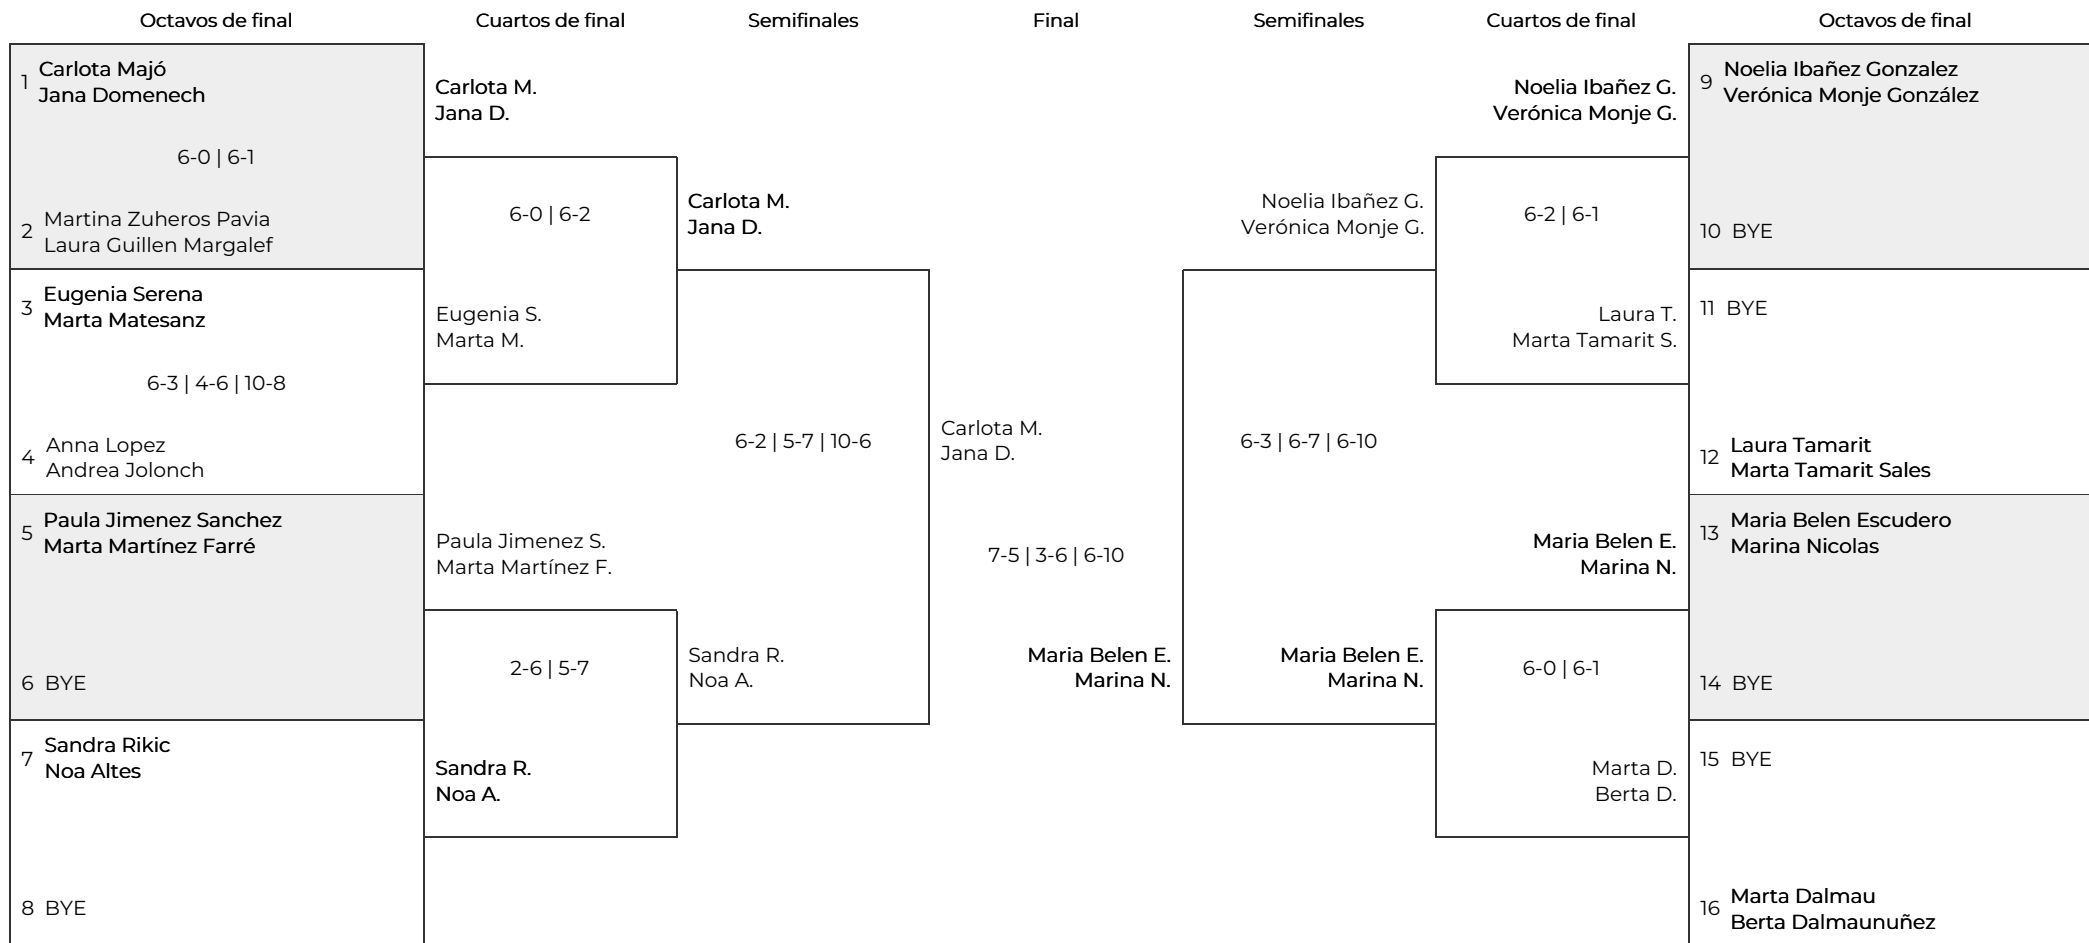 Octavos de final
Cuartos de final
Semifinales
Final
Semifinales
Cuartos de final
Octavos de final
1 Carlota Majó
Jana Domenech
6-0 | 6-1
2 Martina Zuheros Pavia
Laura Guillen Margalef
3 Eugenia Serena
Marta Matesanz
6-3 | 4-6 | 10-8
4 Anna Lopez
Andrea Jolonch
5 Paula Jimenez Sanchez
Marta Martínez Farré
6 BYE
7 Sandra Rikic
Noa Altes
8 BYE
Carlota M.
Jana D.
6-0 | 6-2
Eugenia S.
Marta M.
Paula Jimenez S.
Marta Martínez F.
2-6 | 5-7
Sandra R.
Noa A.
Carlota M.
Jana D.
6-2 | 5-7 | 10-6
Sandra R.
Noa A.
Carlota M.
Jana D.
7-5 | 3-6 | 6-10
Maria Belen E.
Marina N.
Noelia Ibañez G.
Verónica Monje G.
6-3 | 6-7 | 6-10
Maria Belen E.
Marina N.
Noelia Ibañez G.
Verónica Monje G.
6-2 | 6-1
Laura T.
Marta Tamarit S.
Maria Belen E.
Marina N.
6-0 | 6-1
Marta D.
Berta D.
9 Noelia Ibañez Gonzalez
Verónica Monje González
10 BYE
11 BYE
12 Laura Tamarit
Marta Tamarit Sales
13 Maria Belen Escudero
Marina Nicolas
14 BYE
15 BYE
16 Marta Dalmau
Berta Dalmaunuñez